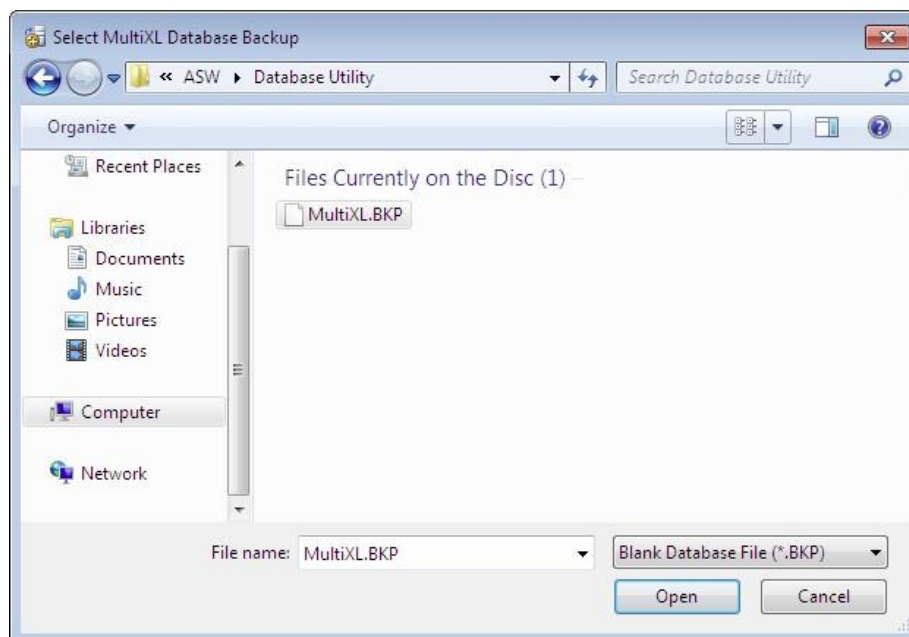 Select MultiXL Database Backup
« ASW ▸ Database Utility
Search Database Utility
Organize
Recent Places
Files Currently on the Disc (1)
MultiXL.BKP
Libraries
Documents
Music
Pictures
Videos
Computer
Network
File name: MultiXL.BKP Blank Database File (*.BKP)
Open Cancel